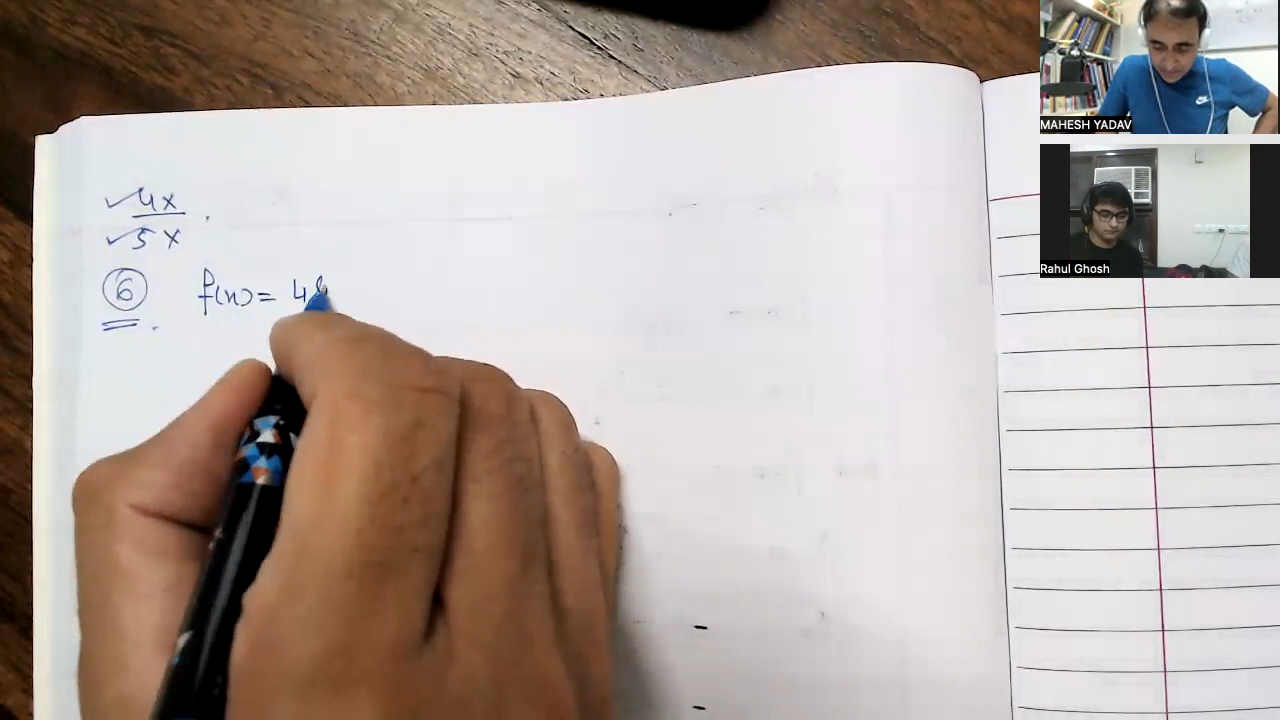 ✓4x
✓5x
6 f(x) = 4
MAHESH YADAV
Rahul Ghosh